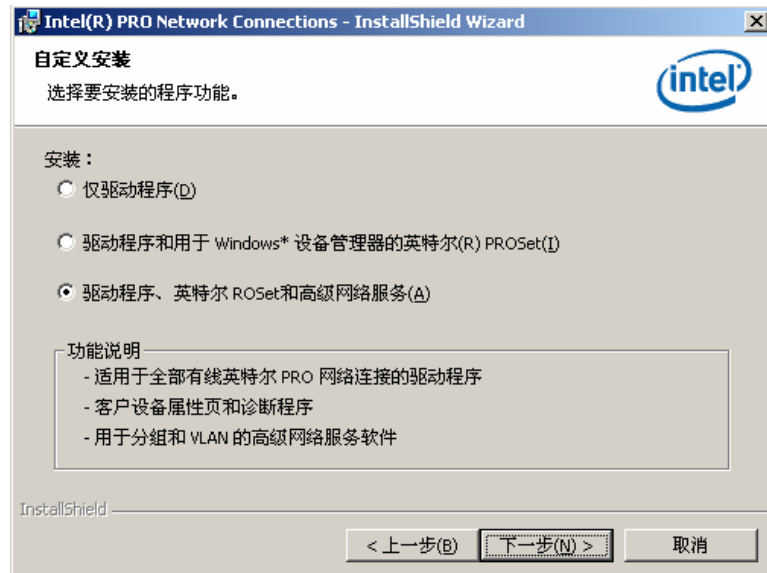 Intel(R) PRO Network Connections - InstallShield Wizard
自定义安装
选择要安装的程序功能。
intel
安装：
仅驱动程序(D)
驱动程序和用于 Windows* 设备管理器的英特尔(R) PROSet(I)
驱动程序、英特尔 ROSet和高级网络服务(A)
功能说明
- 适用于全部有线英特尔 PRO 网络连接的驱动程序
- 客户设备属性页和诊断程序
- 用于分组和 VLAN 的高级网络服务软件
InstallShield
< 上一步(B)
下一步(N) >
取消